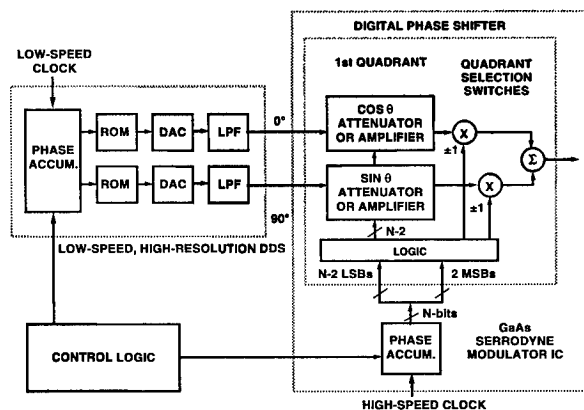 DIGITAL PHASE SHIFTER
LOW-SPEED
CLOCK
1st QUADRANT
QUADRANT
SELECTION
SWITCHES
PHASE
ACCUM.
ROM
DAC
LPF
0°
COS θ
ATTENUATOR
OR AMPLIFIER
X
±1
Σ
ROM
DAC
LPF
90°
SIN θ
ATTENUATOR
OR AMPLIFIER
X
±1
N-2
LOW-SPEED, HIGH-RESOLUTION DDS
LOGIC
N-2 LSBs
2 MSBs
N-bits
CONTROL LOGIC
PHASE
ACCUM.
GaAs
SERRODYNE
MODULATOR IC
HIGH-SPEED CLOCK